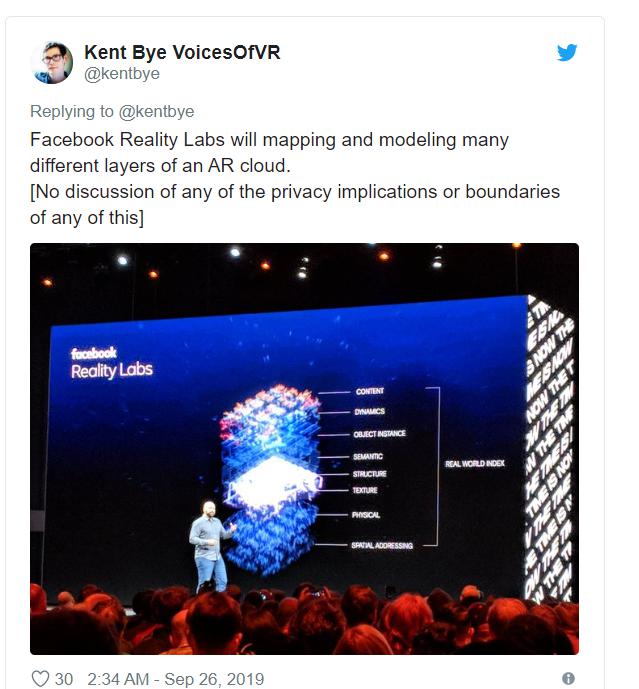 Kent Bye VoicesOfVR
@kentbye
Replying to @kentbye
Facebook Reality Labs will mapping and modeling many
different layers of an AR cloud.
[No discussion of any of the privacy implications or boundaries
of any of this]
facebook
Reality Labs
CONTENT
DYNAMICS
OBJECT INSTANCE
SEMANTIC
STRUCTURE
TEXTURE
PHYSICAL
SPATIAL ADDRESSING
REAL WORLD INDEX
30 2:34 AM - Sep 26, 2019